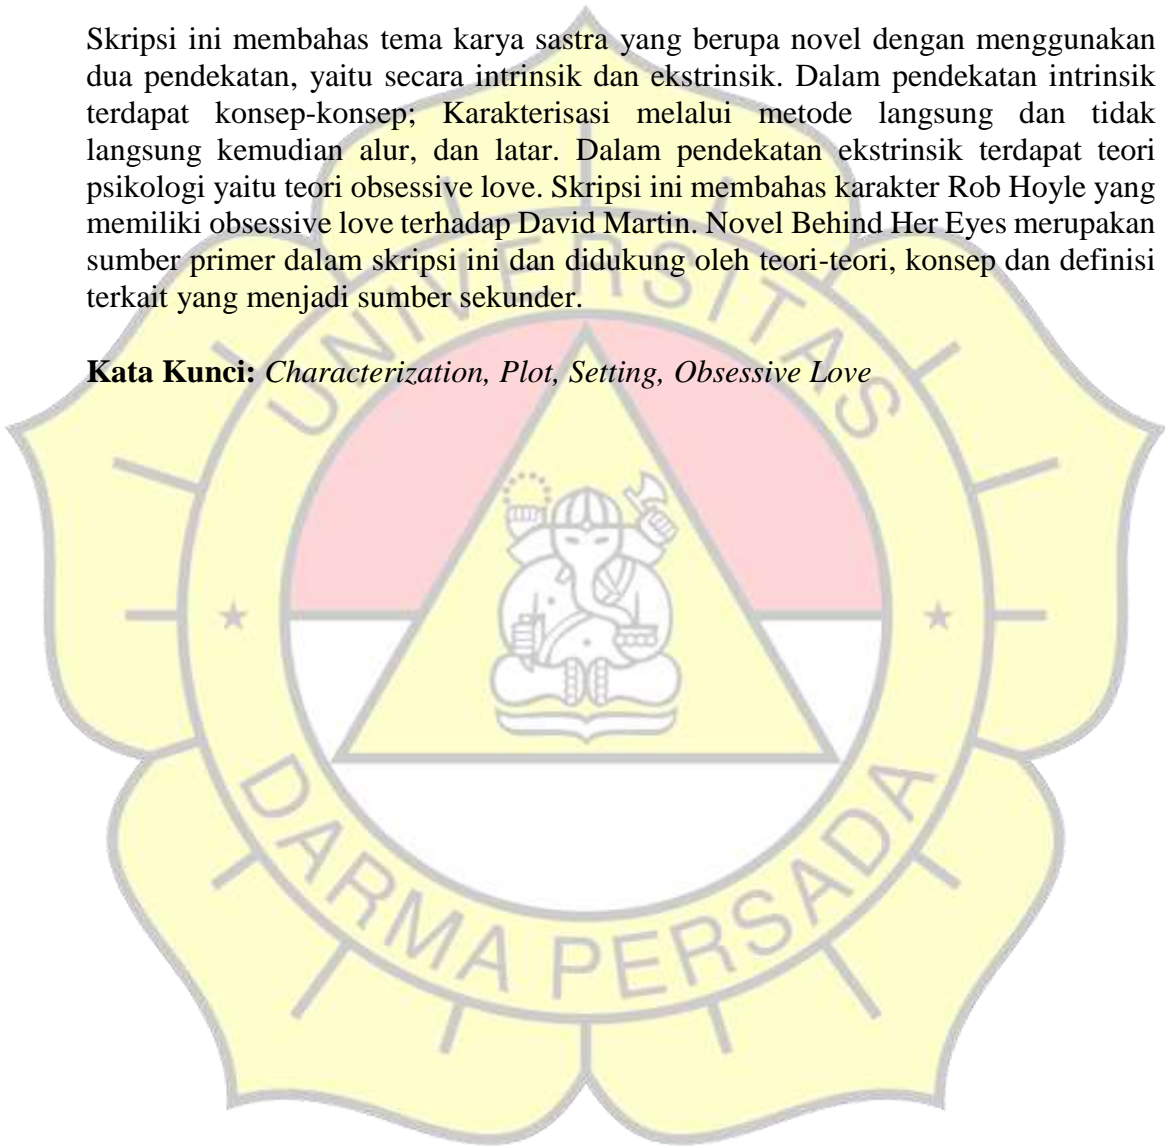 Skripsi ini membahas tema karya sastra yang berupa novel dengan menggunakan
dua pendekatan, yaitu secara intrinsik dan ekstrinsik. Dalam pendekatan intrinsik
terdapat konsep-konsep; Karakterisasi melalui metode langsung dan tidak
langsung kemudian alur, dan latar. Dalam pendekatan ekstrinsik terdapat teori
psikologi yaitu teori obsessive love. Skripsi ini membahas karakter Rob Hoyle yang
memiliki obsessive love terhadap David Martin. Novel Behind Her Eyes merupakan
sumber primer dalam skripsi ini dan didukung oleh teori-teori, konsep dan definisi
terkait yang menjadi sumber sekunder.
Kata Kunci: Characterization, Plot, Setting, Obsessive Love
UNIVERSITAS
DARMA PERSADA